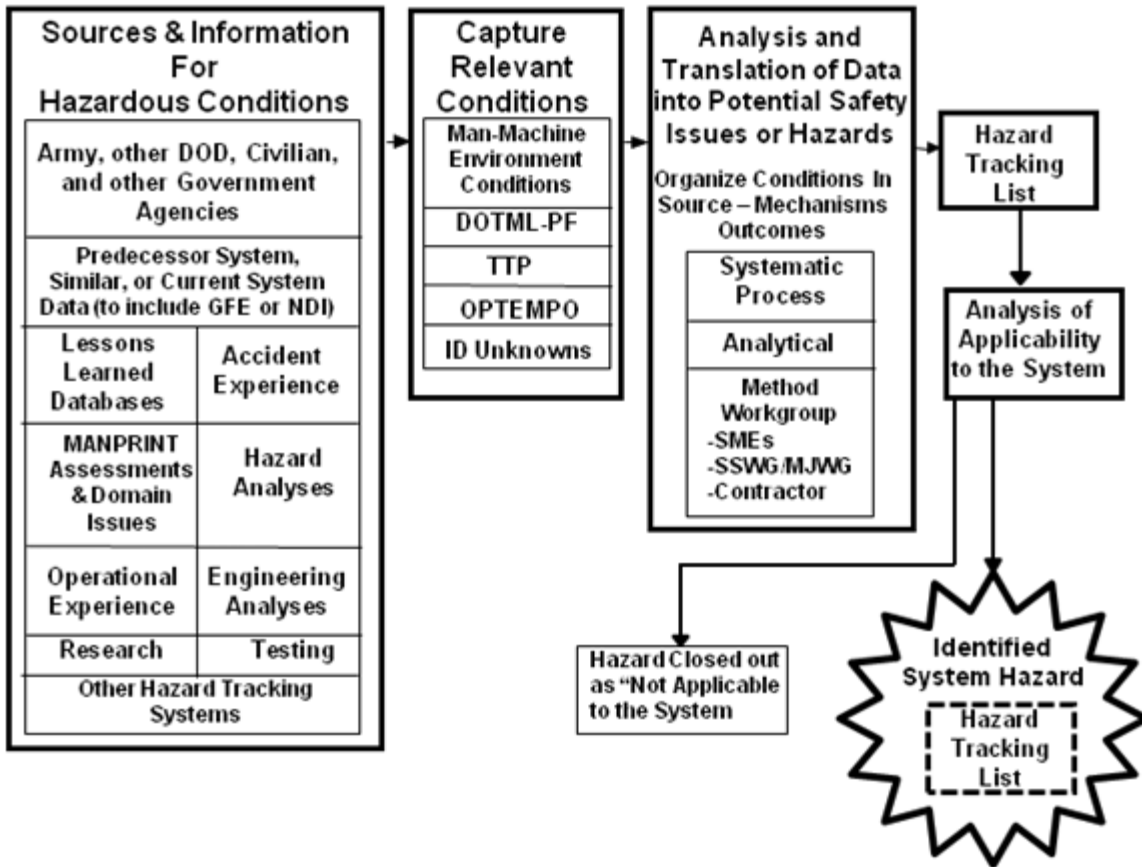 Sources & Information
For
Hazardous Conditions
Army, other DOD, Civilian,
and other Government
Agencies
Predecessor System,
Similar, or Current System
Data (to include GFE or NDI)
Lessons
Learned
Databases
Accident
Experience
MANPRINT
Assessments
& Domain
Issues
Hazard
Analyses
Operational
Experience
Engineering
Analyses
Research
Testing
Other Hazard Tracking
Systems
Capture
Relevant
Conditions
Man-Machine
Environment
Conditions
DOTML-PF
TTP
OPTEMPO
ID Unknowns
Analysis and
Translation of Data
into Potential Safety
Issues or Hazards
Organize Conditions In
Source – Mechanisms
Outcomes
Systematic
Process
Analytical
Method
Workgroup
-SMEs
-SSWG/MJWG
-Contractor
Hazard
Tracking
List
Analysis of
Applicability
to the System
Hazard Closed out
as “Not Applicable
to the System
Identified
System Hazard
Hazard
Tracking
List